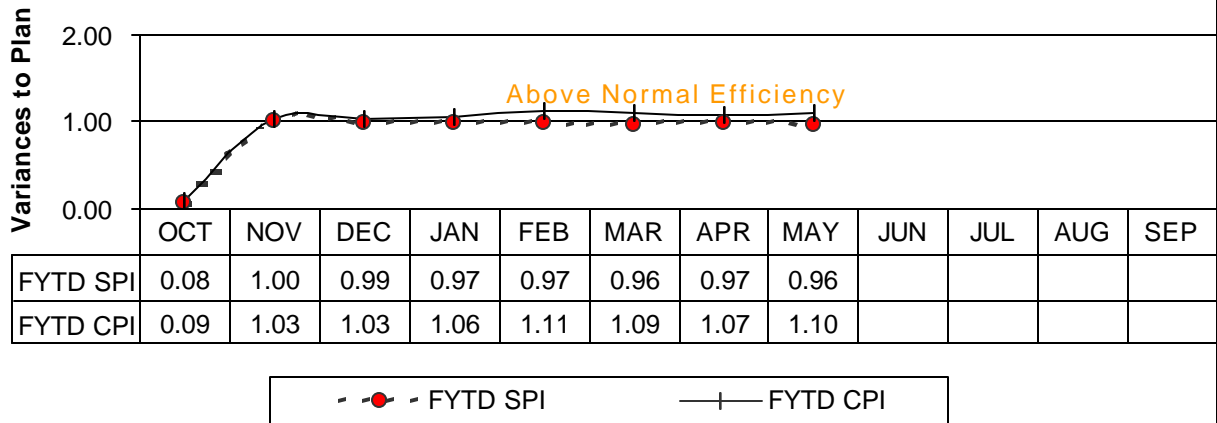 Variances to Plan
2.00
Above Normal Efficiency
1.00
0.00
OCT NOV DEC JAN FEB MAR APR MAY JUN JUL AUG SEP
FYTD SPI 0.08 1.00 0.99 0.97 0.97 0.96 0.97 0.96
FYTD CPI 0.09 1.03 1.03 1.06 1.11 1.09 1.07 1.10
FYTD SPI FYTD CPI